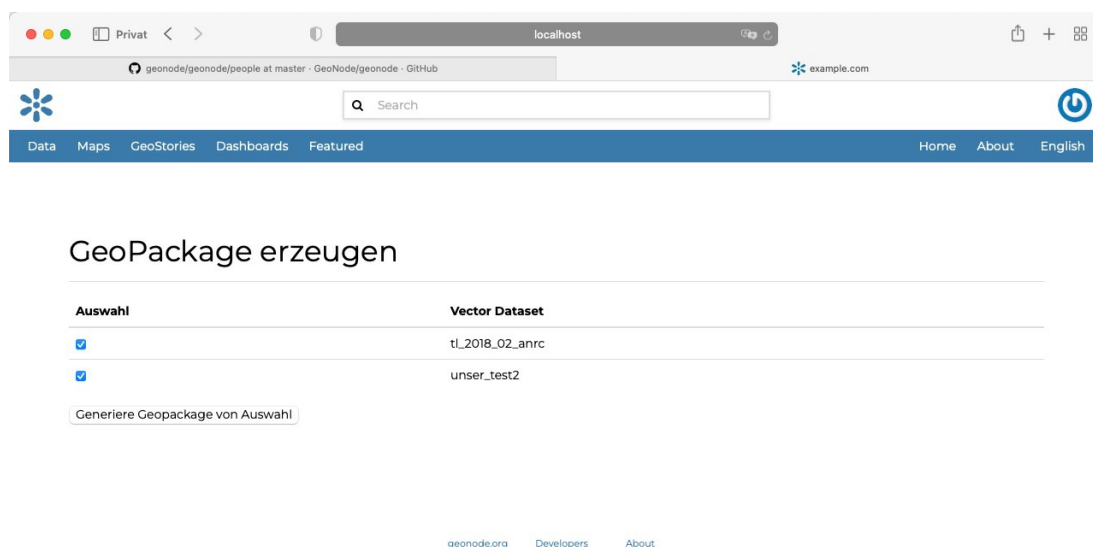 Privat localhost
geonode/geonode/people at master · GeoNode/geonode · GitHub example.com
Search
Data Maps GeoStories Dashboards Featured Home About English
GeoPackage erzeugen
Auswahl Vector Dataset
tl_2018_02_anrc
unser_test2
Generiere Geopackage von Auswahl
geonode.org Developers About